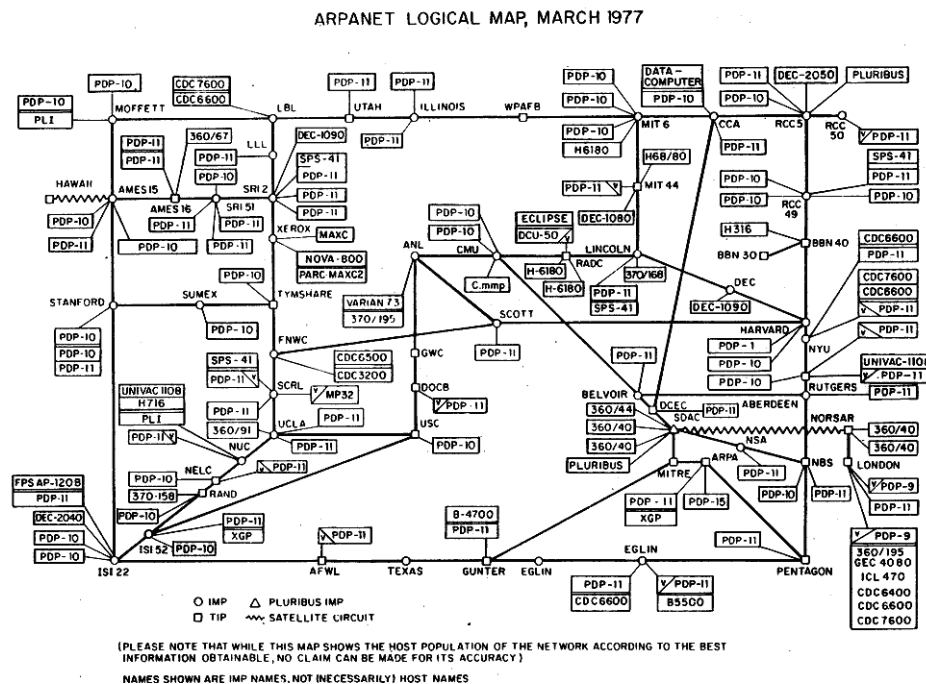 ARPANET LOGICAL MAP, MARCH 1977
PDP-10
CDC7600
CDC6600
PDP-11
PDP-11
PDP-10
DATA-
COMPUTER
PDP-10
PDP-11
DEC-2050
PLURIBUS
PDP-10
PLI
MOFFETT
LBL
UTAH
ILLINOIS
WPAFB
PDP-10
MIT 6
CCA
PDP-10
RCC5
RCC
50
PDP-11
PDP-10
H6180
PDP-11
V PDP-11
PDP-11
PDP-11
360/67
LLL
PDP-11
DEC-1090
SPS-41
PDP-11
PDP-11
PDP-11
H68/80
PDP-11 V
MIT 44
DEC-1080
PDP-10
PDP-10
SPS-41
PDP-11
PDP-10
RCC
49
HAWAII
AMES15
AMES16
PDP-10
SRI 51
SRI 2
PDP-10
PDP-11
PDP-10
PDP-11
PDP-11
PDP-11
XEROX
MAXC
NOVA-800
PARC-MAXC2
ANL
PDP-10
PDP-10
CMU
C.mmp
ECLIPSE
DCU-50 V
RADC
H-6180
H-6180
LINCOLN
370/168
PDP-11
SPS-41
H316
BBN 40
BBN 30
CDC6600
PDP-11
CDC7600
CDC6600
V PDP-11
V PDP-11
STANFORD
SUMEX
PDP-10
TYMSHARE
VARIAN 73
370/195
SCOTT
PDP-11
DEC
DEC-1090
HARVARD
NYU
PDP-10
PDP-10
PDP-11
PDP-10
FNWC
CDC6500
CDC3200
GWC
PDP-1
PDP-10
PDP-10
UNIVAC-1108
V PDP-11
RUTGERS
PDP-11
SPS-41
PDP-11 V
SCRL
V MP32
DOCB
V PDP-11
PDP-11
BELVOIR
DCEC
PDP-11
ABERDEEN
UNIVAC 1108
H716
PLI
PDP-11 V
PDP-11
360/91
UCLA
PDP-11
PDP-11
USC
PDP-10
360/44
360/40
360/40
PLURIBUS
SDAC
NORSAR
360/40
360/40
NUC
NELC
PDP-10
V PDP-11
370-158
RAND
PDP-10
MITRE
ARPA
NSA
PDP-11
NBS
PDP-10
PDP-11
LONDON
V PDP-9
PDP-11
FPS AP-120B
PDP-11
DEC-2040
PDP-10
PDP-10
ISI 22
ISI 52
PDP-11
XGP
PDP-10
V PDP-11
AFWL
TEXAS
B-4700
PDP-11
GUNTER
EGLIN
EGLIN
PDP-11
CDC6600
V PDP-11
B5500
PDP-11
XGP
PDP-15
PDP-11
PENTAGON
V PDP-9
360/195
GEC 4080
ICL 470
CDC6400
CDC 6600
CDC 7600
IMP
PLURIBUS IMP
TIP
SATELLITE CIRCUIT
(PLEASE NOTE THAT WHILE THIS MAP SHOWS THE HOST POPULATION OF THE NETWORK ACCORDING TO THE BEST
INFORMATION OBTAINABLE, NO CLAIM CAN BE MADE FOR ITS ACCURACY)
NAMES SHOWN ARE IMP NAMES, NOT (NECESSARILY) HOST NAMES